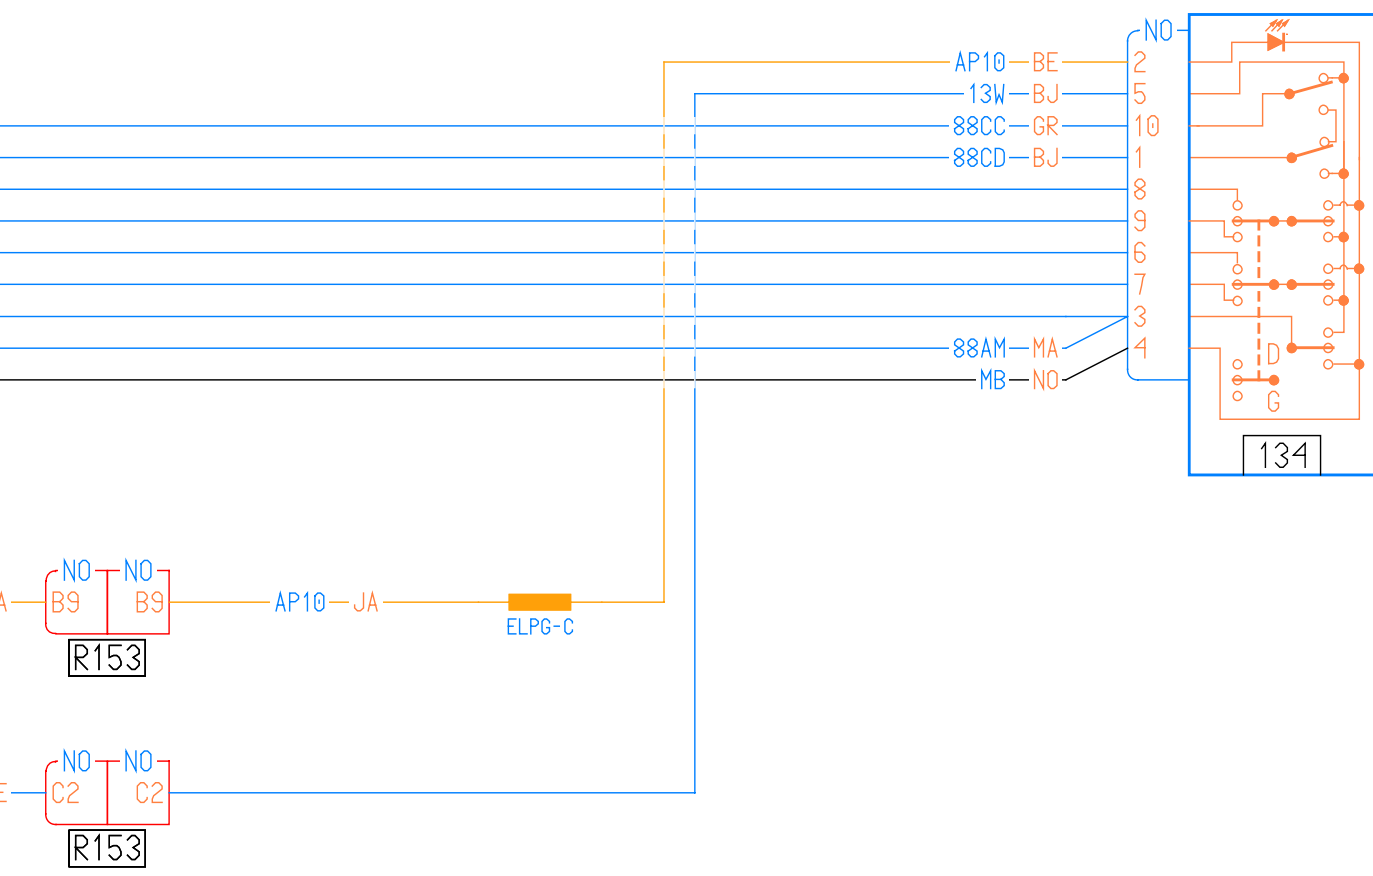 NO
AP10 BE 2
13W BJ 5
88CC GR 10
88CD BJ 1
8
9
6
7
3
88AM MA 4
D
MB NO
G
134
NO NO
A B9 B9 AP10 JA
ELPG-C
R153
NO NO
E C2 C2
R153